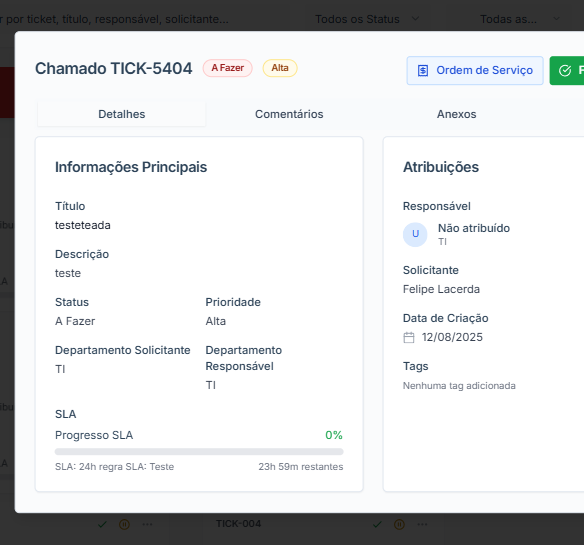 r por ticket, título, responsável, solicitante...
Todos os Status
Todas as...
Chamado TICK-5404
A Fazer
Alta
Ordem de Serviço
Detalhes
Comentários
Anexos
Informações Principais
Título
testeteada
Descrição
teste
Status
Prioridade
A Fazer
Alta
Departamento Solicitante
Departamento
Responsável
TI
TI
SLA
Progresso SLA
0%
SLA: 24h regra SLA: Teste
23h 59m restantes
Atribuições
Responsável
U
Não atribuído
TI
Solicitante
Felipe Lacerda
Data de Criação
12/08/2025
Tags
Nenhuma tag adicionada
TICK-004